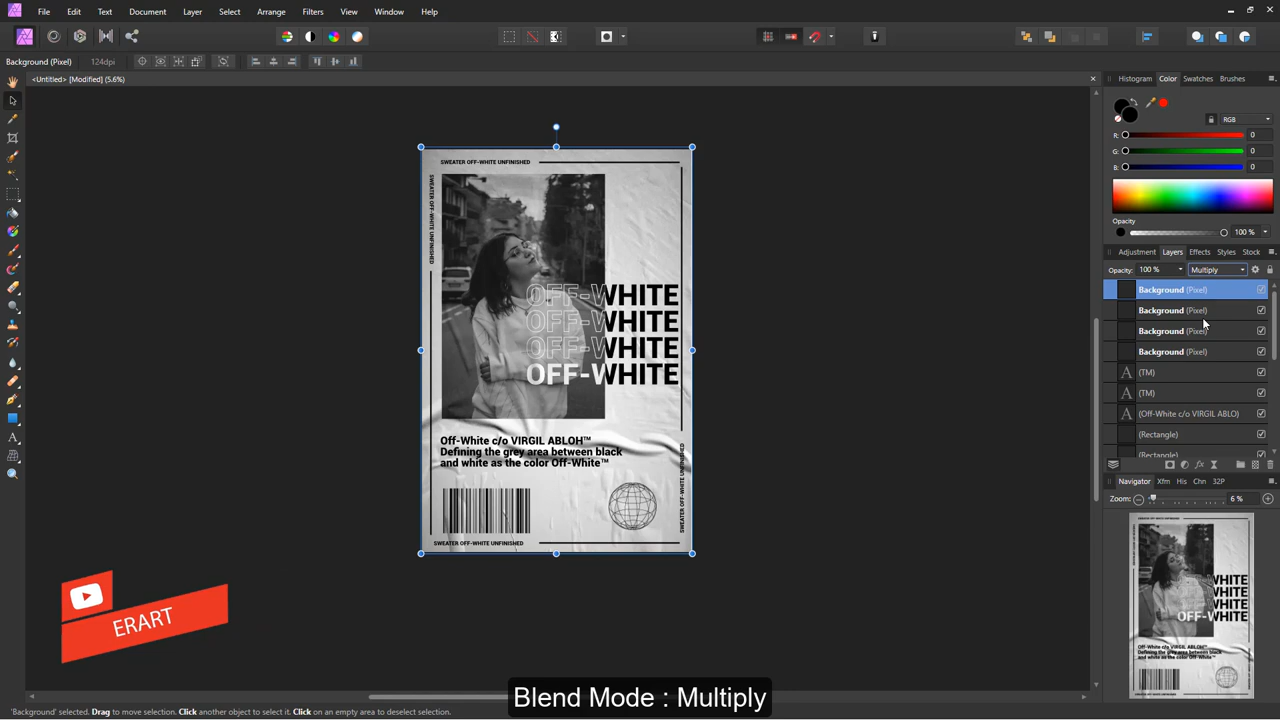 File Edit Text Document Layer Select Arrange Filters View Window Help
Background (Pixel) 124dpi
<Untitled> [Modified] (5.6%)
Histogram Color Swatches Brushes
RGB
R: 0
G: 0
B: 0
Opacity
100 %
Adjustment Layers Effects Styles Stock
Opacity: 100 % Multiply
Background (Pixel)
Background (Pixel)
Background (Pixel)
Background (Pixel)
A (TM)
A (TM)
A (Off-White c/o VIRGIL ABLO)
(Rectangle)
(Rectangle)
Navigator Xfm His Chn 32P
Zoom: 6 %
SWEATER OFF-WHITE UNFINISHED
SWEATER OFF-WHITE UNFINISHED
OFF-WHITE
OFF-WHITE
OFF-WHITE
OFF-WHITE
Off-White c/o VIRGIL ABLOH™
Defining the grey area between black
and white as the color Off-White™
SWEATER OFF-WHITE UNFINISHED
SWEATER OFF-WHITE UNFINISHED
ERART
Blend Mode : Multiply
'Background' selected. Drag to move selection. Click another object to select it. Click on an empty area to deselect selection.